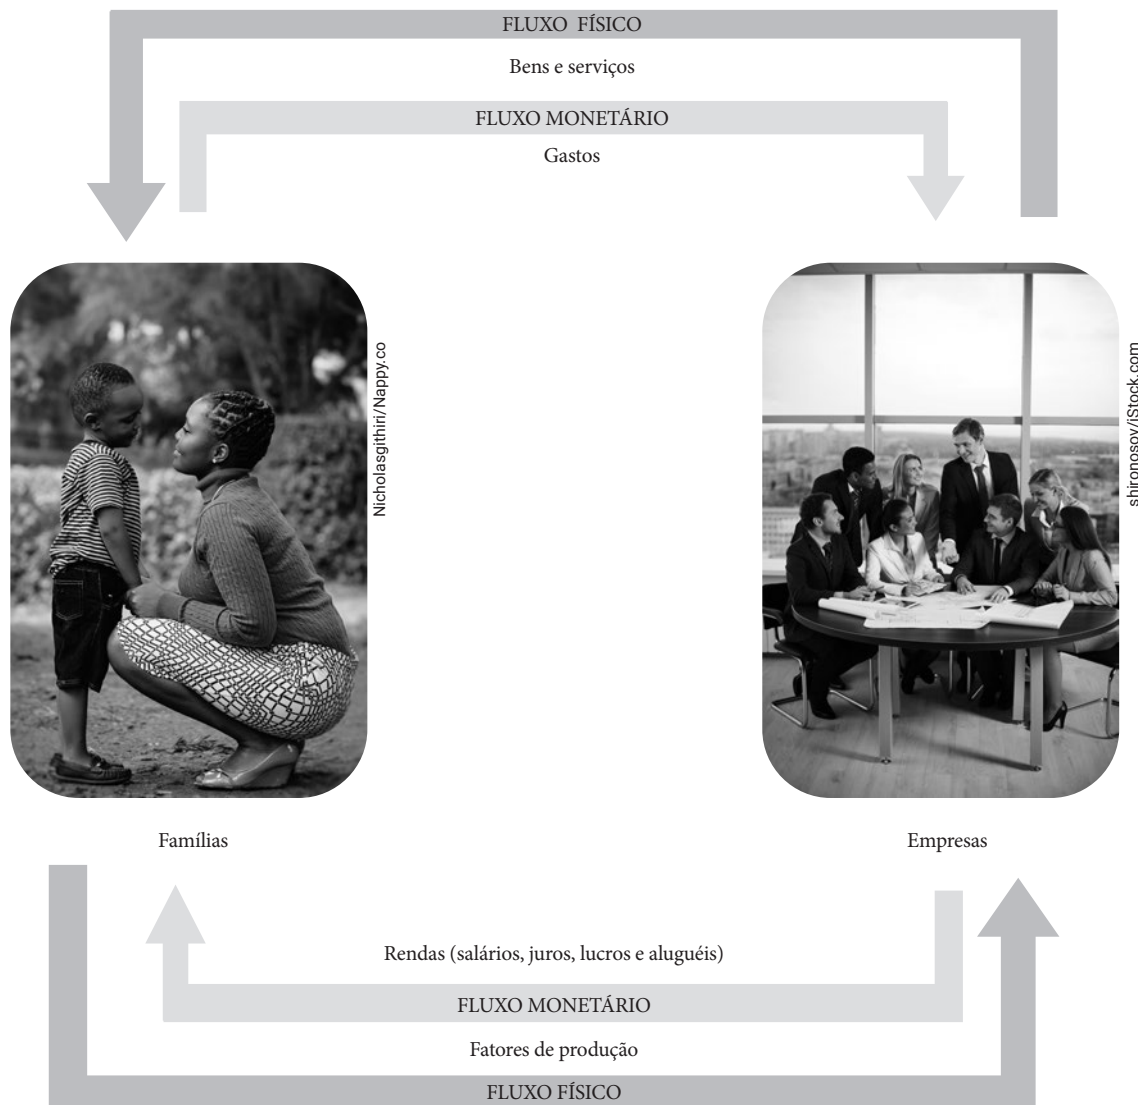 FLUXO FÍSICO
Bens e serviços
FLUXO MONETÁRIO
Gastos
Nicholasgithiri/Nappy.co
shironosov/iStock.com
Famílias
Empresas
Rendas (salários, juros, lucros e aluguéis)
FLUXO MONETÁRIO
Fatores de produção
FLUXO FÍSICO